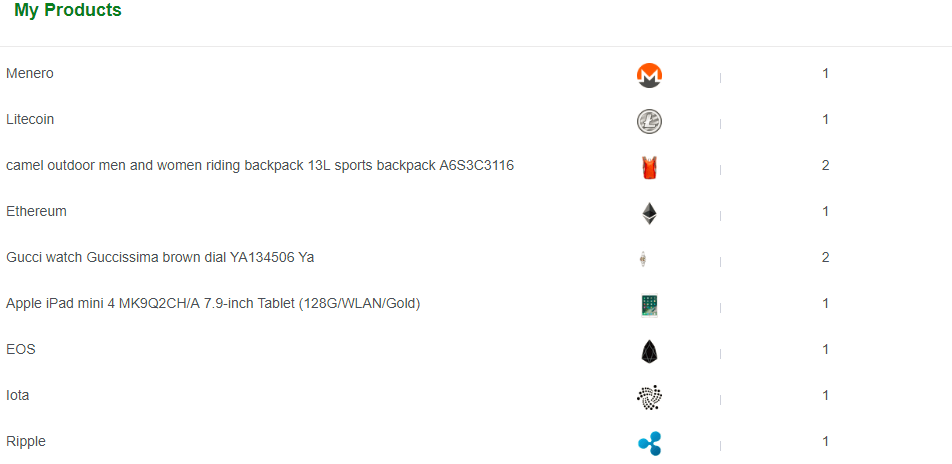 My Products
Menero 1
Litecoin 1
camel outdoor men and women riding backpack 13L sports backpack A6S3C3116 2
Ethereum 1
Gucci watch Guccissima brown dial YA134506 Ya 2
Apple iPad mini 4 MK9Q2CH/A 7.9-inch Tablet (128G/WLAN/Gold) 1
EOS 1
Iota 1
Ripple 1